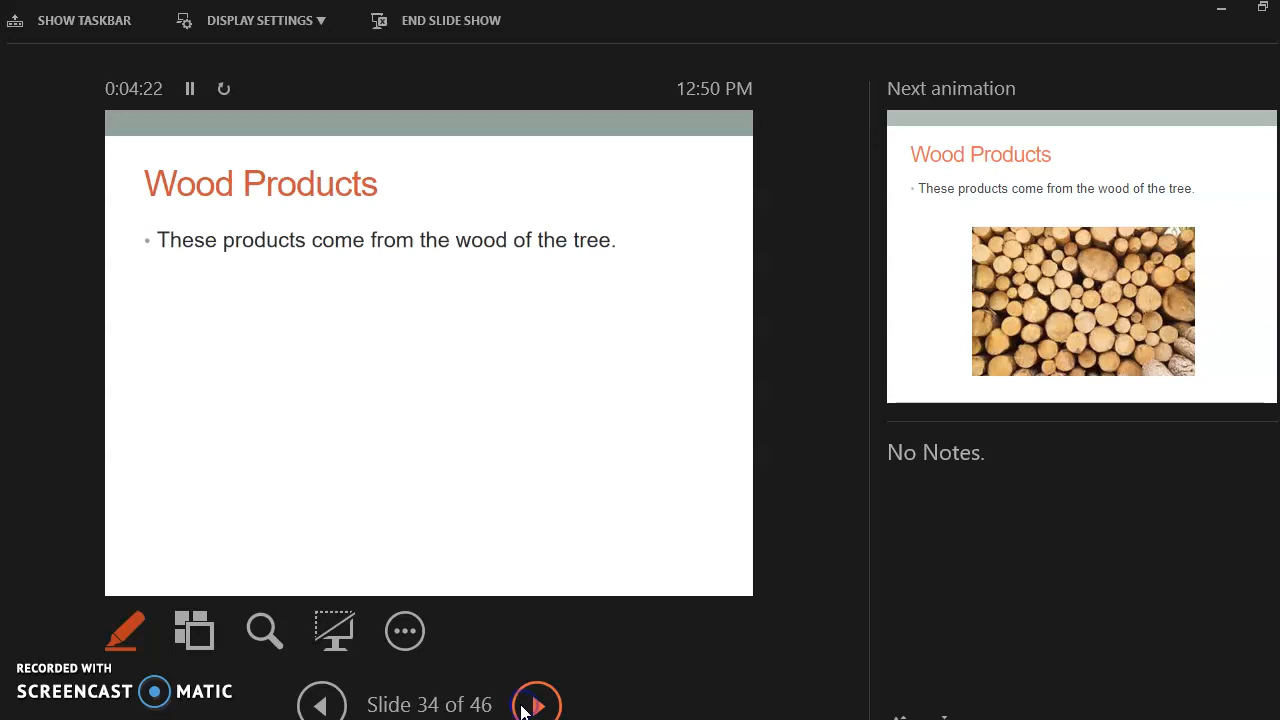 SHOW TASKBAR
DISPLAY SETTINGS ▼
END SLIDE SHOW
0:04:22
12:50 PM
Wood Products
• These products come from the wood of the tree.
Next animation
Wood Products
• These products come from the wood of the tree.
No Notes.
RECORDED WITH
SCREENCAST MATIC
Slide 34 of 46